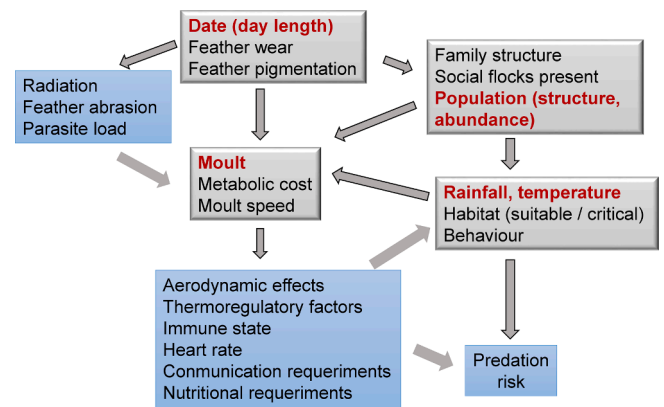 Date (day length)
Feather wear
Feather pigmentation
Family structure
Social flocks present
Population (structure,
abundance)
Radiation
Feather abrasion
Parasite load
Moult
Metabolic cost
Moult speed
Rainfall, temperature
Habitat (suitable / critical)
Behaviour
Aerodynamic effects
Thermoregulatory factors
Immune state
Heart rate
Conmunication requeriments
Nutritional requeriments
Predation
risk